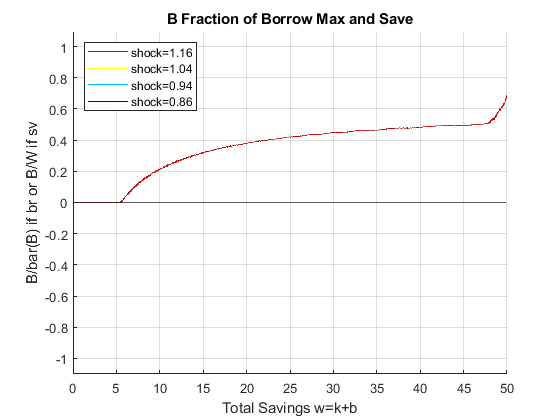 B Fraction of Borrow Max and Save
shock=1.16
shock=1.04
shock=0.94
shock=0.86
1
0.8
0.6
0.4
0.2
0
-0.2
-0.4
-0.6
-0.8
-1
B/bar(B) if br or B/W if sv
0 5 10 15 20 25 30 35 40 45 50
Total Savings w=k+b